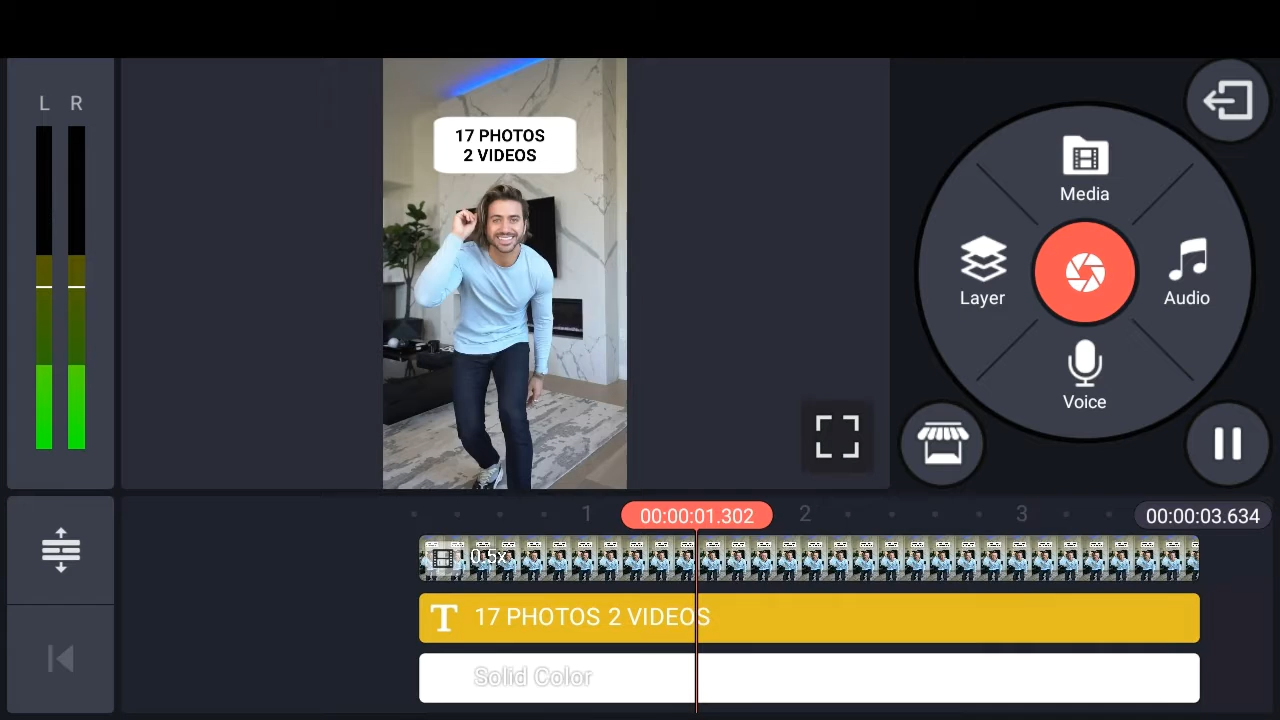 L R
17 PHOTOS
2 VIDEOS
Media
Layer
Audio
Voice
1
00:00:01.302
2
3
00:00:03.634
0.5x
T 17 PHOTOS 2 VIDEOS
Solid Color